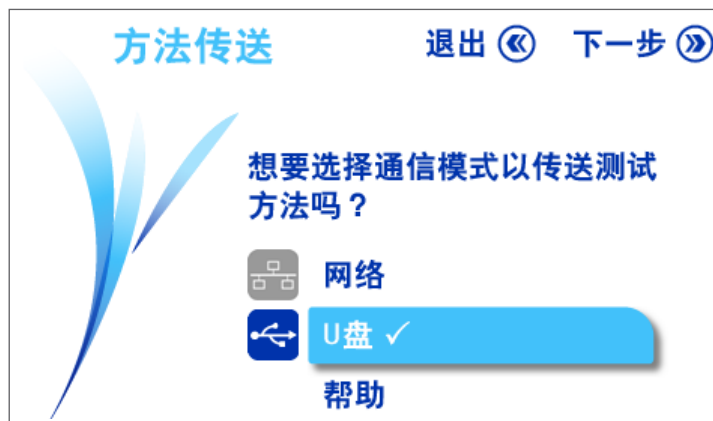 方法传送
退出 下一步
想要选择通信模式以传送测试
方法吗？
网络
U盘 ✓
帮助